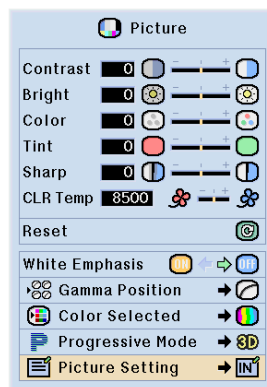 Picture
Contrast 0
Bright 0
Color 0
Tint 0
Sharp 0
CLR Temp 8500
Reset
White Emphasis ON OFF
Gamma Position
Color Selected
Progressive Mode 3D
Picture Setting IN